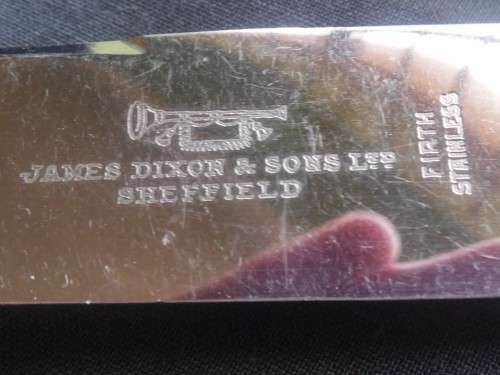 JAMES DIXON & SONS LTD
SHEFFIELD
FIRTH
STAINLESS